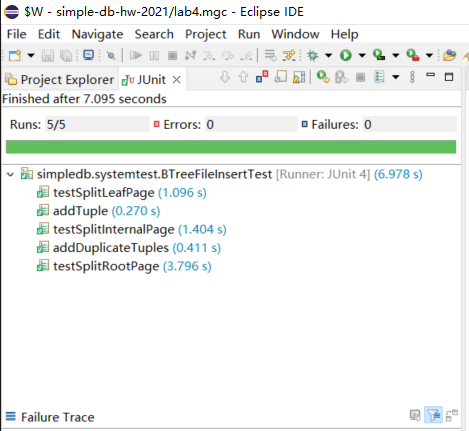 $W - simple-db-hw-2021/lab4.mgc - Eclipse IDE
File Edit Navigate Search Project Run Window Help
Project Explorer JUnit
Finished after 7.095 seconds
Runs: 5/5 Errors: 0 Failures: 0
simpledb.systemtest.BTreeFileInsertTest [Runner: JUnit 4] (6.978 s)
testSplitLeafPage (1.096 s)
addTuple (0.270 s)
testSplitInternalPage (1.404 s)
addDuplicateTuples (0.411 s)
testSplitRootPage (3.796 s)
Failure Trace